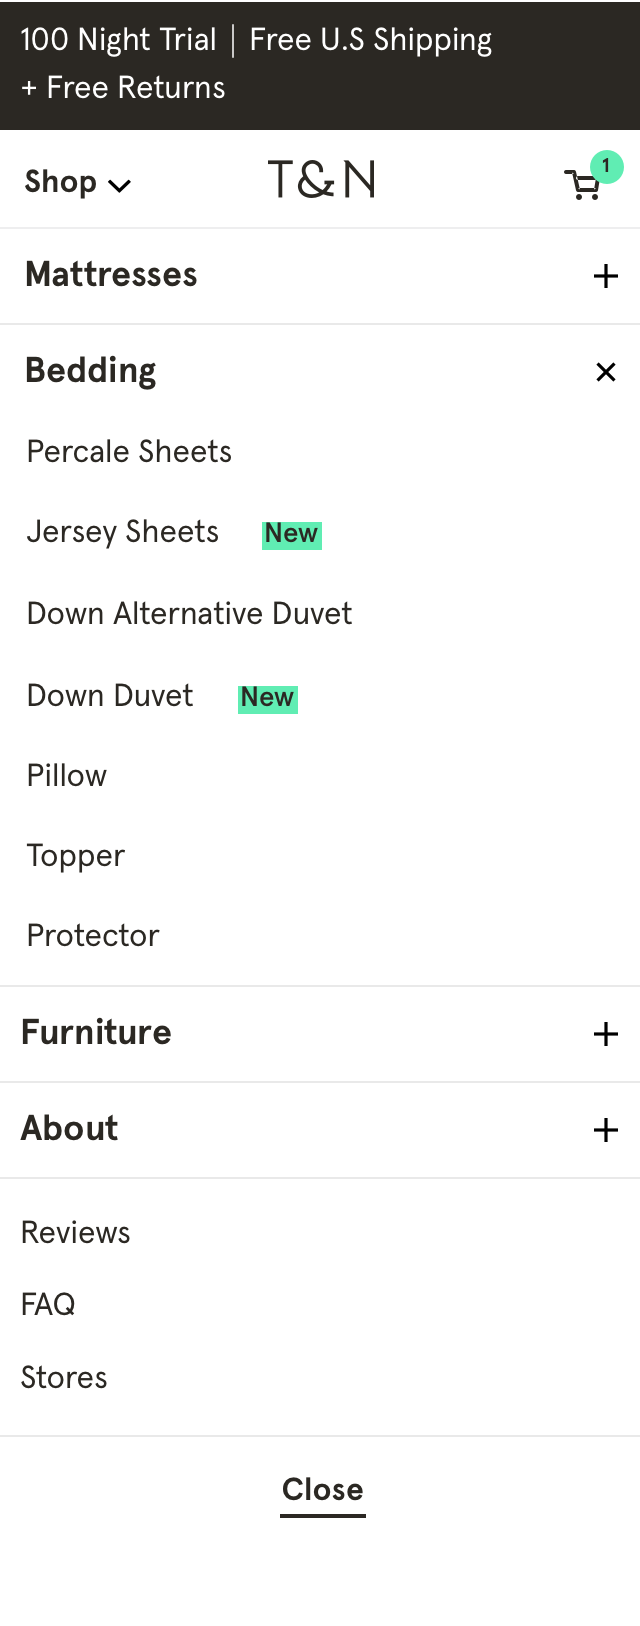 100 Night Trial | Free U.S Shipping
+ Free Returns
Shop
T&N
1
Mattresses
Bedding
Percale Sheets
Jersey Sheets New
Down Alternative Duvet
Down Duvet New
Pillow
Topper
Protector
Furniture
About
Reviews
FAQ
Stores
Close